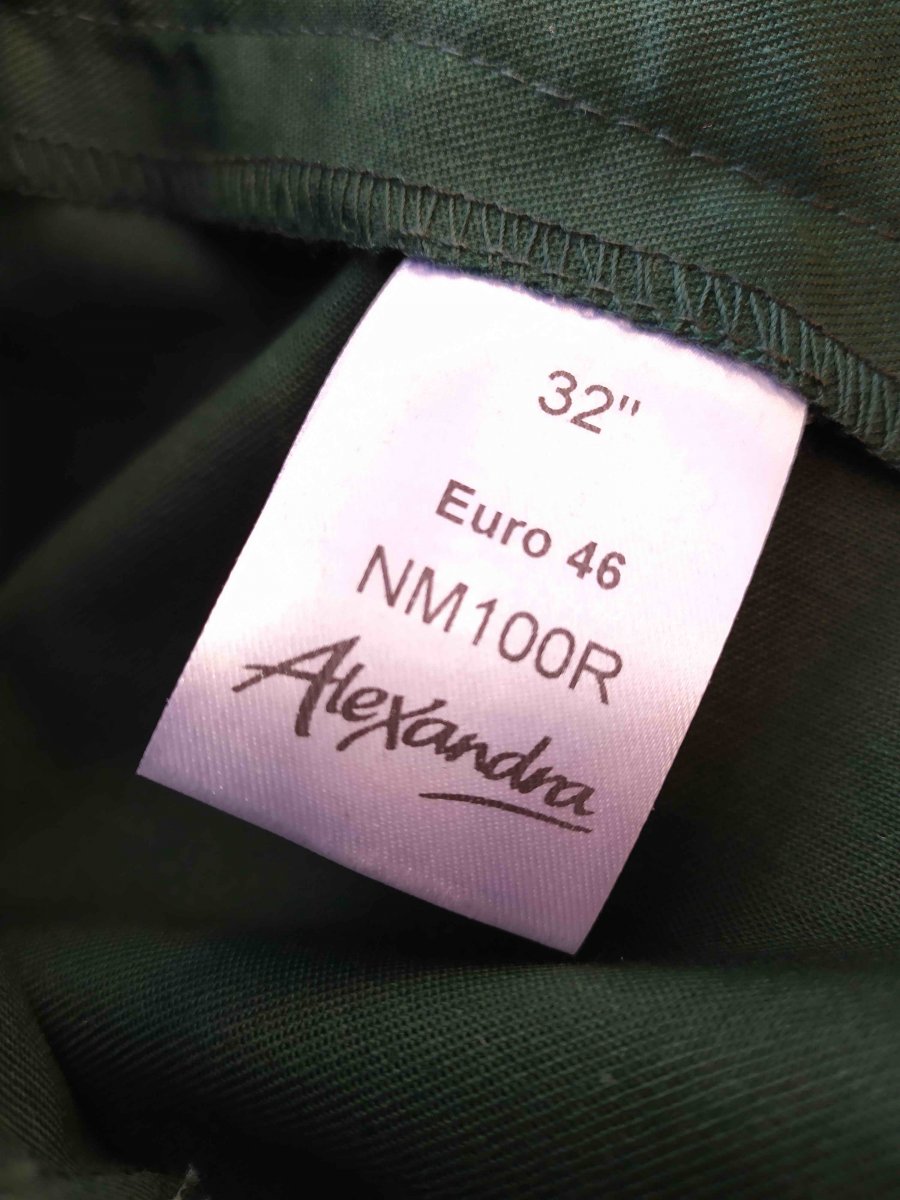 32"
Euro 46
NM100R
Alexandra